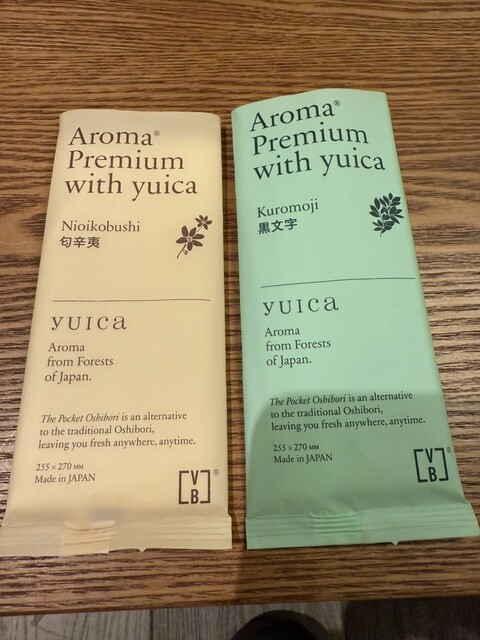 Aroma®
Premium
with yuica
Nioikobushi
匂辛夷
yuica
Aroma
from Forests
of Japan.
The Pocket Oshibori is an alternative
to the traditional Oshibori,
leaving you fresh anywhere, anytime.
255 × 270 MM
Made in JAPAN
[VB]®
Aroma®
Premium
with yuica
Kuromoji
黒文字
yuica
Aroma
from Forests
of Japan.
The Pocket Oshibori is an alternative
to the traditional Oshibori,
leaving you fresh anywhere, anytime.
255 × 270 MM
Made in JAPAN
[VB]®